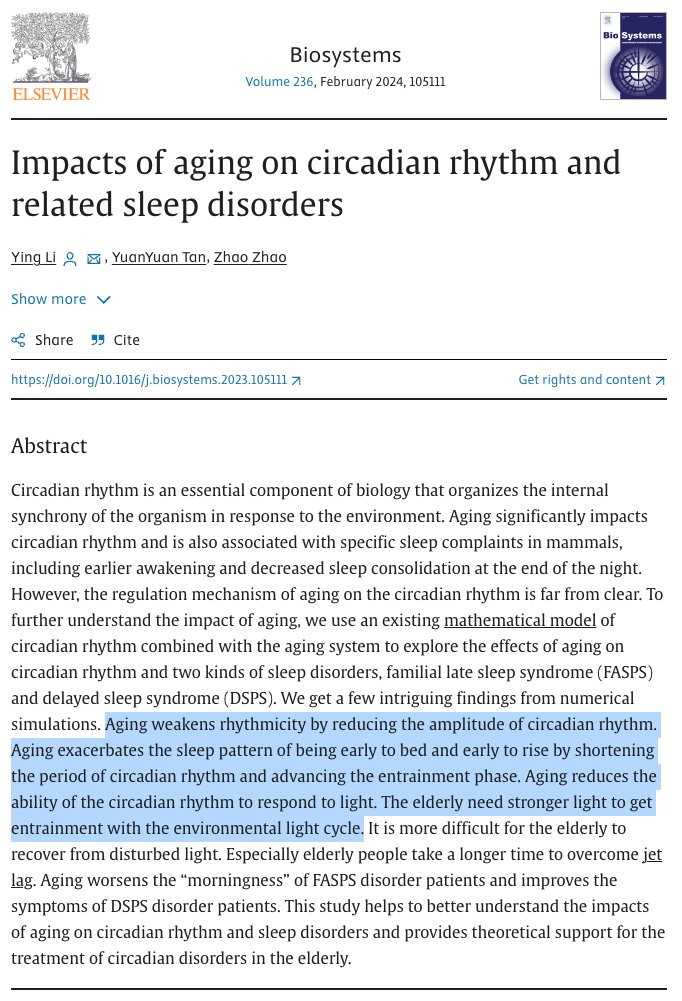 ELSEVIER
Biosystems
Volume 236, February 2024, 105111
Bio Systems
Impacts of aging on circadian rhythm and
related sleep disorders
Ying Li , YuanYuan Tan, Zhao Zhao
Show more
Share Cite
https://doi.org/10.1016/j.biosystems.2023.105111
Get rights and content
Abstract
Circadian rhythm is an essential component of biology that organizes the internal
synchrony of the organism in response to the environment. Aging significantly impacts
circadian rhythm and is also associated with specific sleep complaints in mammals,
including earlier awakening and decreased sleep consolidation at the end of the night.
However, the regulation mechanism of aging on the circadian rhythm is far from clear. To
further understand the impact of aging, we use an existing mathematical model of
circadian rhythm combined with the aging system to explore the effects of aging on
circadian rhythm and two kinds of sleep disorders, familial late sleep syndrome (FASPS)
and delayed sleep syndrome (DSPS). We get a few intriguing findings from numerical
simulations. Aging weakens rhythmicity by reducing the amplitude of circadian rhythm.
Aging exacerbates the sleep pattern of being early to bed and early to rise by shortening
the period of circadian rhythm and advancing the entrainment phase. Aging reduces the
ability of the circadian rhythm to respond to light. The elderly need stronger light to get
entrainment with the environmental light cycle. It is more difficult for the elderly to
recover from disturbed light. Especially elderly people take a longer time to overcome jet
lag. Aging worsens the “morningness” of FASPS disorder patients and improves the
symptoms of DSPS disorder patients. This study helps to better understand the impacts
of aging on circadian rhythm and sleep disorders and provides theoretical support for the
treatment of circadian disorders in the elderly.